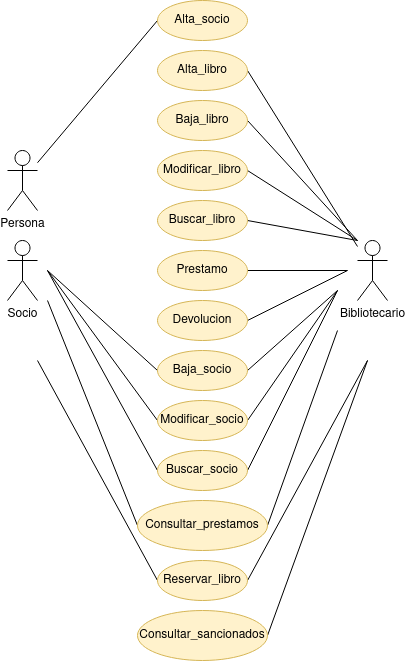 Alta_socio
Alta_libro
Baja_libro
Modificar_libro
Buscar_libro
Persona
Prestamo
Socio
Devolucion
Bibliotecario
Baja_socio
Modificar_socio
Buscar_socio
Consultar_prestamos
Reservar_libro
Consultar_sancionados